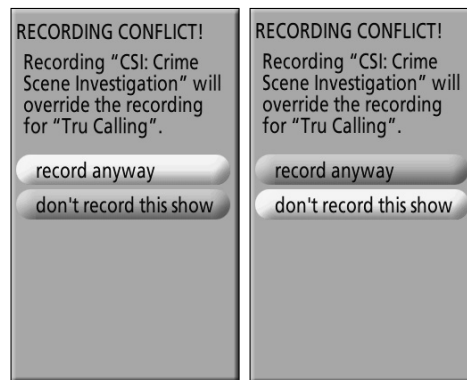 RECORDING CONFLICT!
Recording “CSI: Crime
Scene Investigation” will
override the recording
for “Tru Calling”.
record anyway
don't record this show
RECORDING CONFLICT!
Recording “CSI: Crime
Scene Investigation” will
override the recording
for “Tru Calling”.
record anyway
don't record this show